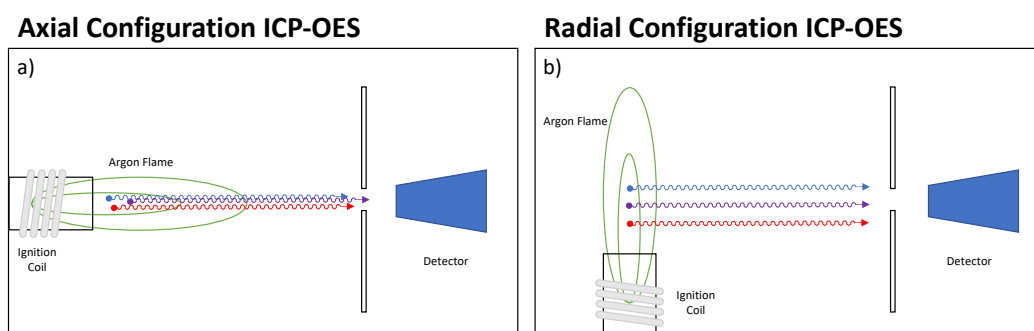 Axial Configuration ICP-OES
a)
Argon Flame
Ignition
Coil
Detector
Radial Configuration ICP-OES
b)
Argon Flame
Ignition
Coil
Detector